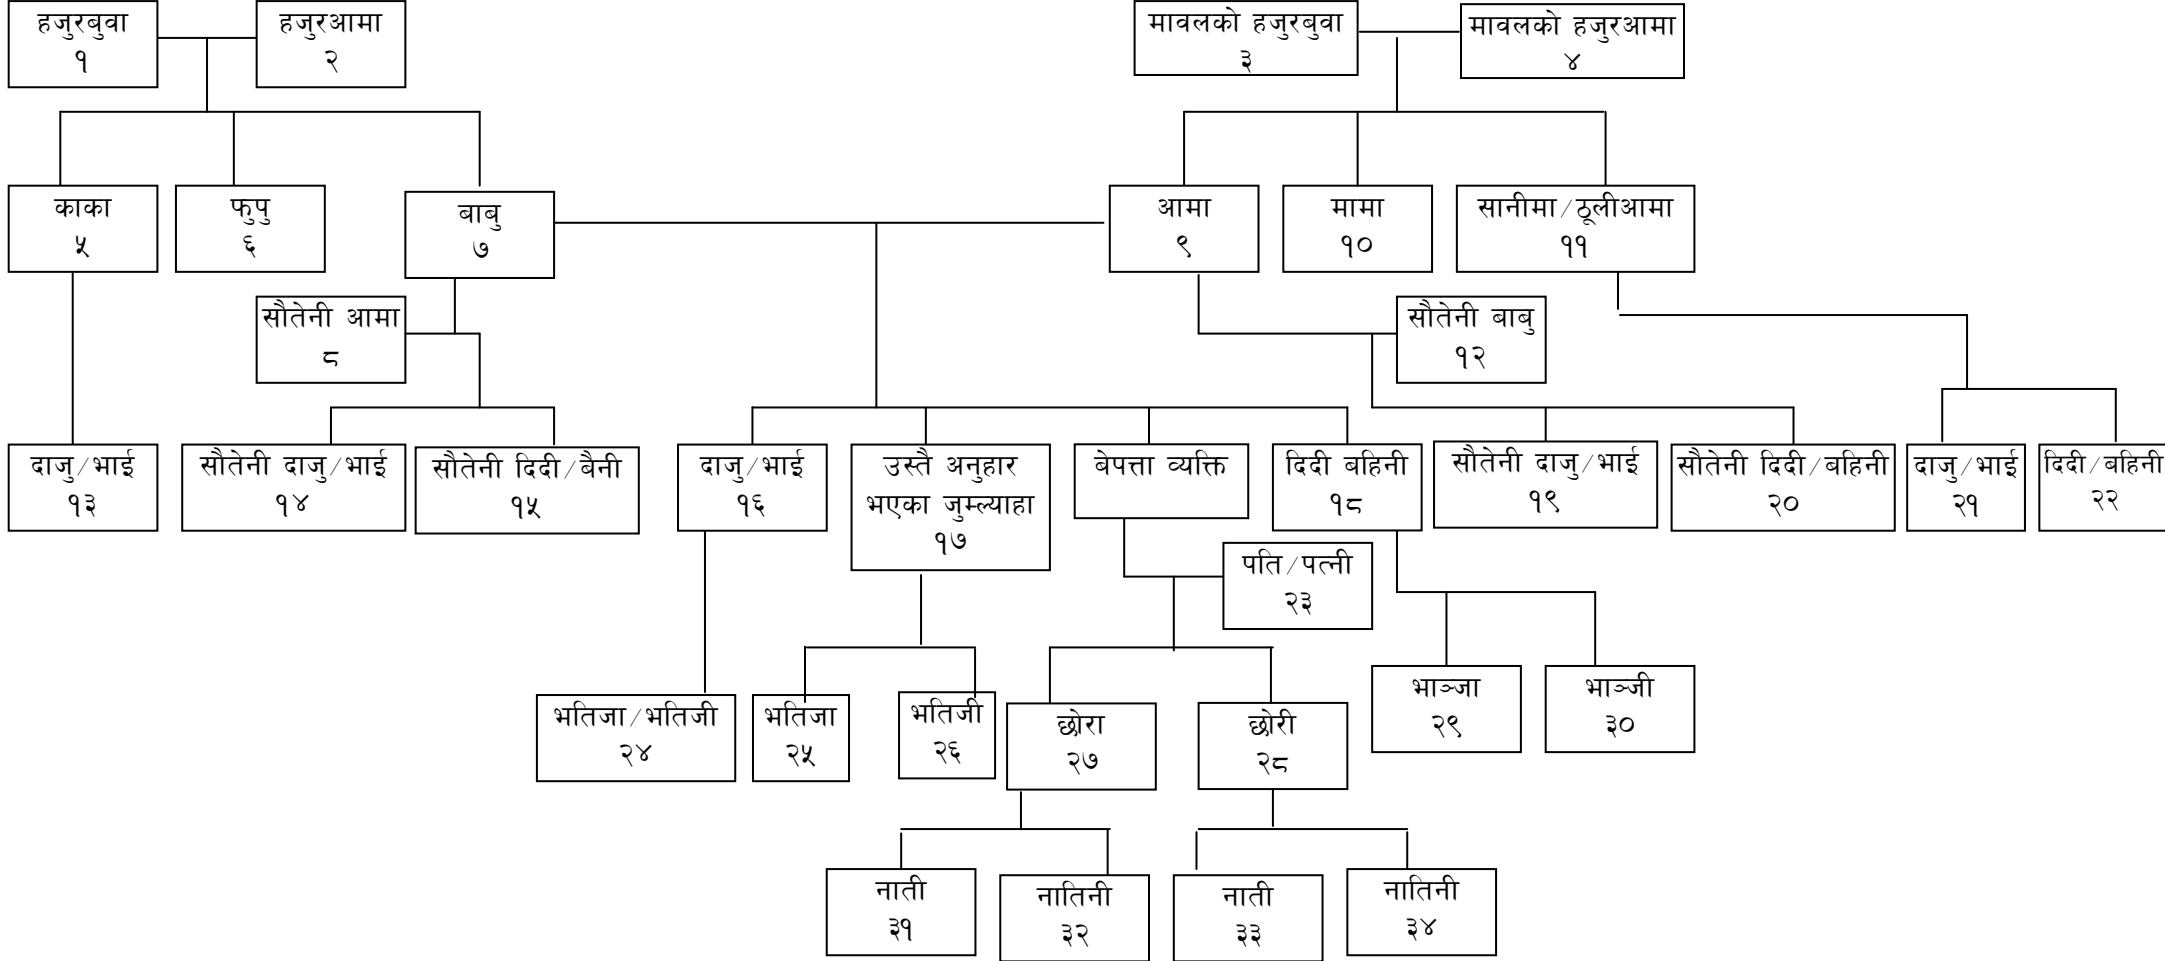 हजुरबुवा
१
हजुरआमा
२
मावलको हजुरबुवा
३
मावलको हजुरआमा
४
काका
५
फुपु
६
बाबु
७
आमा
९
मामा
१०
सानीमा/ठूलीआमा
११
सौतेनी आमा
८
सौतेनी बाबु
१२
दाजु/भाई
१३
सौतेनी दाजु/भाई
१४
सौतेनी दिदी/बैनी
१५
दाजु/भाई
१६
उस्तै अनुहार
भएका जुम्ल्याहा
१७
बेपत्ता व्यक्ति
दिदी बहिनी
१८
सौतेनी दाजु/भाई
१९
सौतेनी दिदी/बहिनी
२०
दाजु/भाई
२१
दिदी/बहिनी
२२
पति/पत्नी
२३
भतिजा/भतिजी
२४
भतिजा
२५
भतिजी
२६
छोरा
२७
छोरी
२८
भाञ्जा
२९
भाञ्जी
३०
नाती
३१
नातिनी
३२
नाती
३३
नातिनी
३४